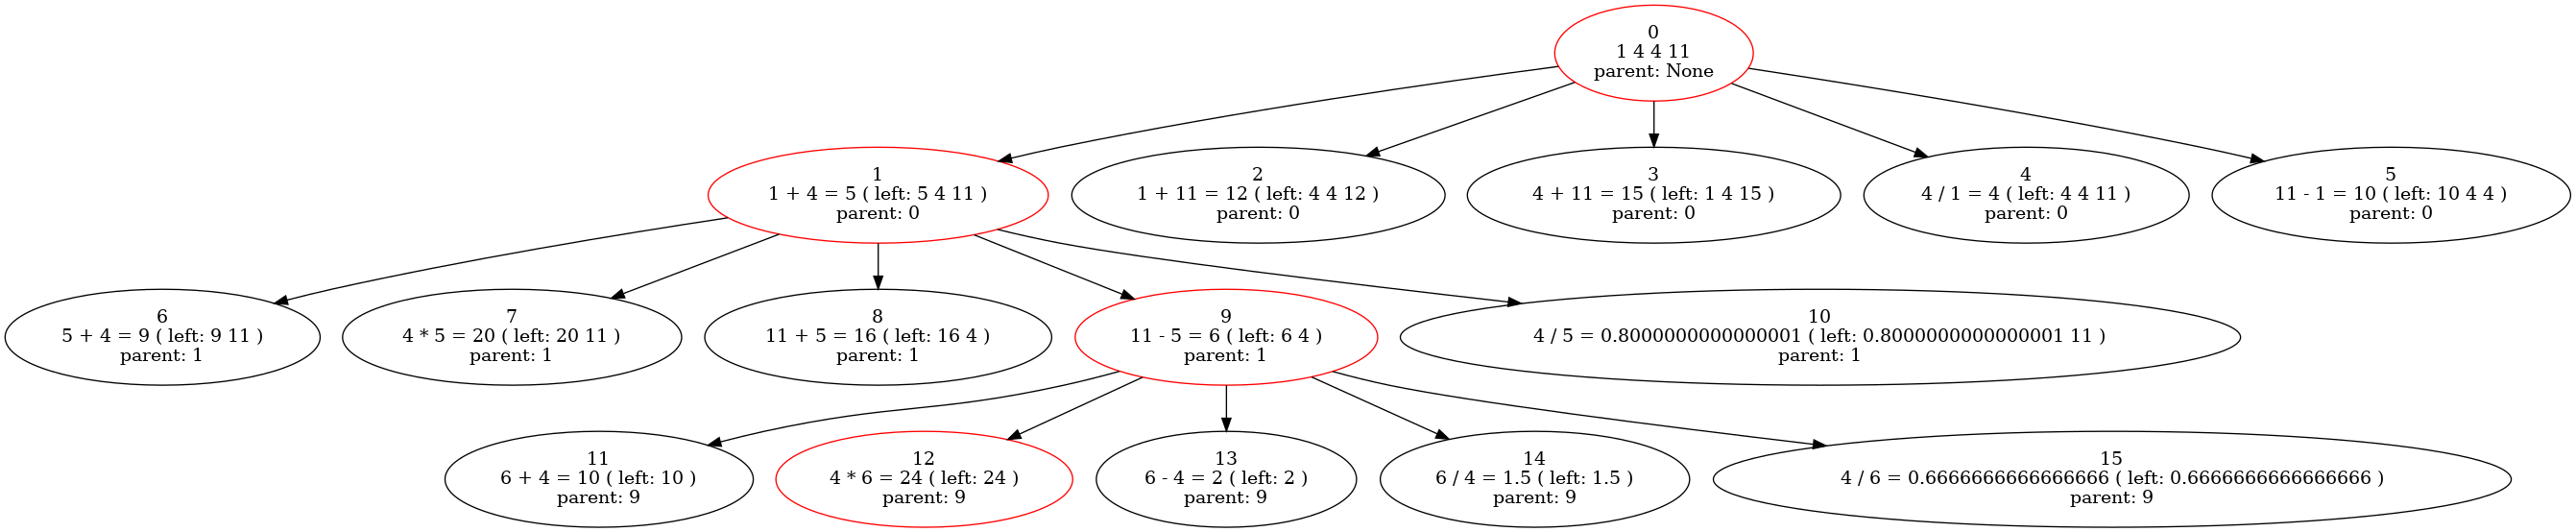 0
1 4 4 11
parent: None
1
1 + 4 = 5 ( left: 5 4 11 )
parent: 0
2
1 + 11 = 12 ( left: 4 4 12 )
parent: 0
3
4 + 11 = 15 ( left: 1 4 15 )
parent: 0
4
4 / 1 = 4 ( left: 4 4 11 )
parent: 0
5
11 - 1 = 10 ( left: 10 4 4 )
parent: 0
6
5 + 4 = 9 ( left: 9 11 )
parent: 1
7
4 * 5 = 20 ( left: 20 11 )
parent: 1
8
11 + 5 = 16 ( left: 16 4 )
parent: 1
9
11 - 5 = 6 ( left: 6 4 )
parent: 1
10
4 / 5 = 0.8000000000000001 ( left: 0.8000000000000001 11 )
parent: 1
11
6 + 4 = 10 ( left: 10 )
parent: 9
12
4 * 6 = 24 ( left: 24 )
parent: 9
13
6 - 4 = 2 ( left: 2 )
parent: 9
14
6 / 4 = 1.5 ( left: 1.5 )
parent: 9
15
4 / 6 = 0.6666666666666666 ( left: 0.6666666666666666 )
parent: 9